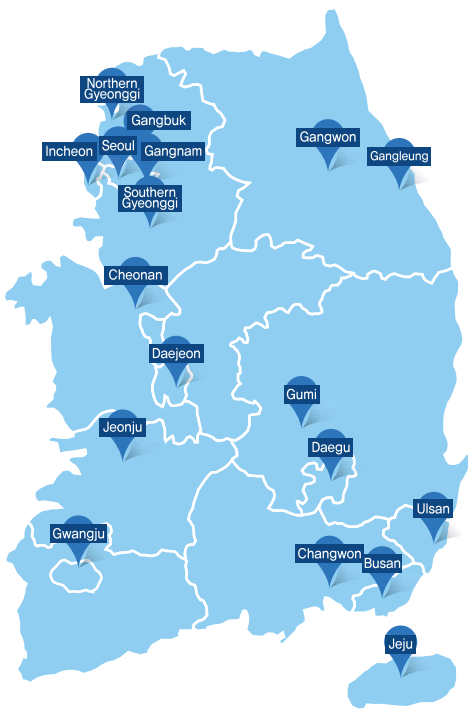 Northern
Gyeonggi
Gangbuk
Gangwon
Incheon
Seoul
Gangnam
Gangleung
Southern
Gyeonggi
Cheonan
Daejeon
Gumi
Jeonju
Daegu
Ulsan
Gwangju
Changwon
Busan
Jeju